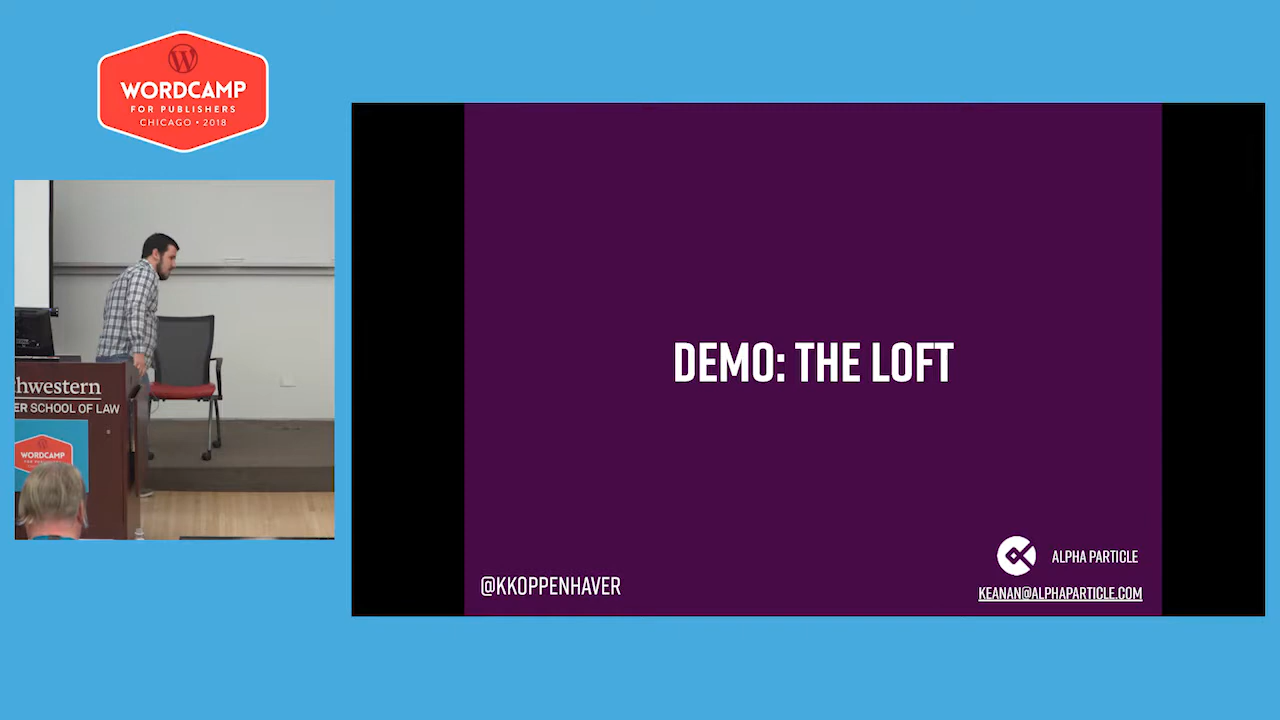 WORDCAMP
FOR PUBLISHERS
CHICAGO • 2018
hwestern
ER SCHOOL OF LAW
WORDCAMP
DEMO: THE LOFT
@KKOPPENHAVER
ALPHA PARTICLE
KEANAN@ALPHAPARTICLE.COM